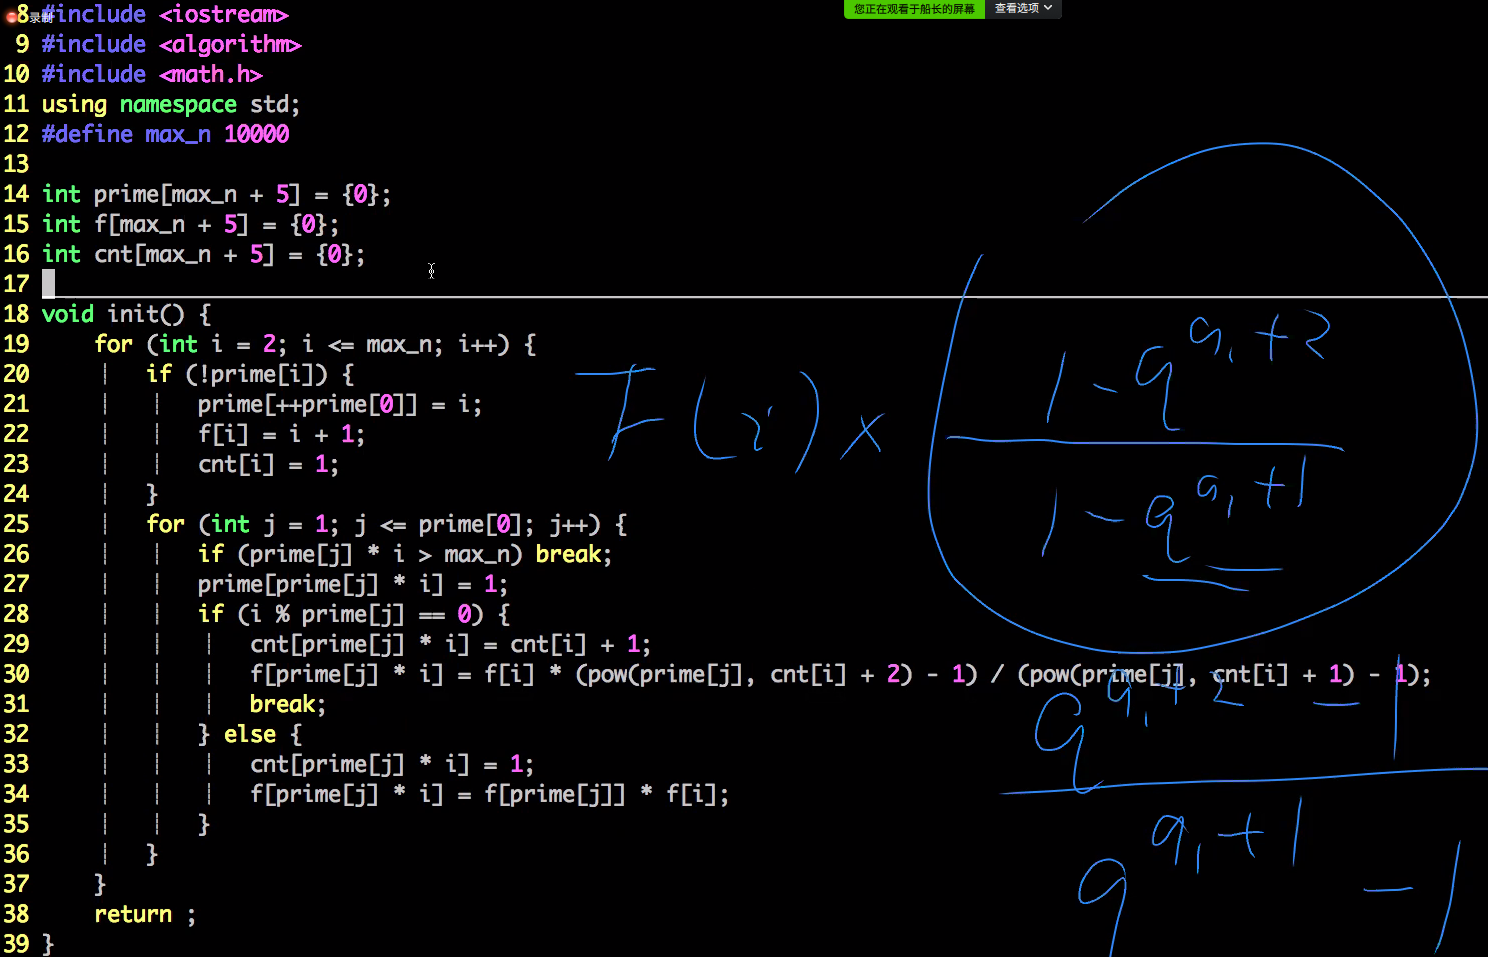 录制
您正在观看于船长的屏幕 查看选项
8 #include <iostream>
9 #include <algorithm>
10 #include <math.h>
11 using namespace std;
12 #define max_n 10000
13
14 int prime[max_n + 5] = {0};
15 int f[max_n + 5] = {0};
16 int cnt[max_n + 5] = {0};
17
18 void init() {
19 for (int i = 2; i <= max_n; i++) {
20 if (!prime[i]) {
21 prime[++prime[0]] = i;
22 f[i] = i + 1;
23 cnt[i] = 1;
24 }
25 for (int j = 1; j <= prime[0]; j++) {
26 if (prime[j] * i > max_n) break;
27 prime[prime[j] * i] = 1;
28 if (i % prime[j] == 0) {
29 cnt[prime[j] * i] = cnt[i] + 1;
30 f[prime[j] * i] = f[i] * (pow(prime[j], cnt[i] + 2) - 1) / (pow(prime[j], cnt[i] + 1) - 1);
31 break;
32 } else {
33 cnt[prime[j] * i] = 1;
34 f[prime[j] * i] = f[prime[j]] * f[i];
35 }
36 }
37 }
38 return ;
39 }
F(i) ×
1 - q^{a_1 + 2}
1 - q^{a_1 + 1}
q^{a_1 + 2} - 1
q^{a_1 + 1} - 1